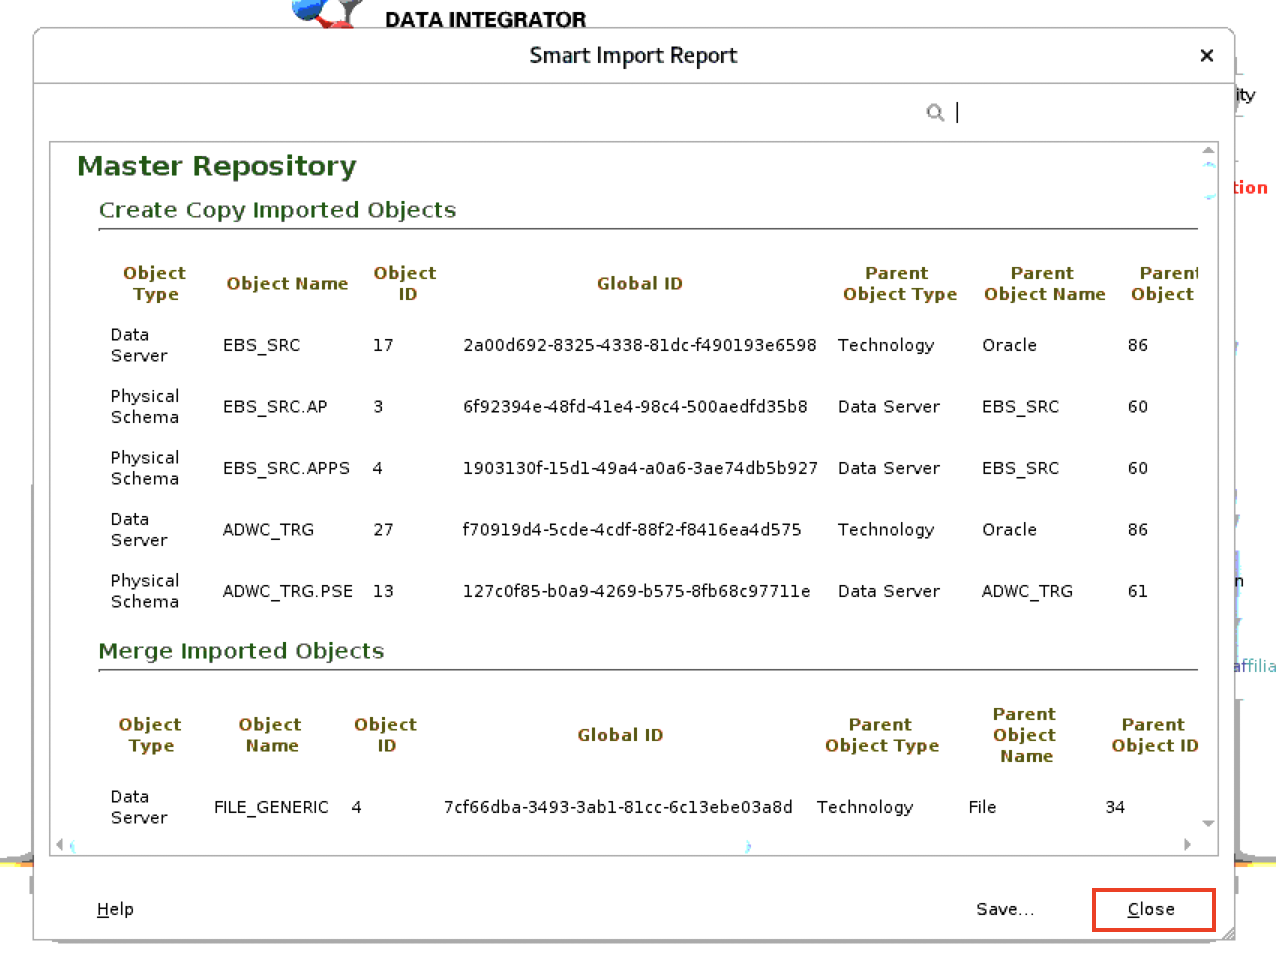 DATA INTEGRATOR
Smart Import Report
ity
tion
Master Repository
Create Copy Imported Objects
Object Type Object Name Object ID Global ID Parent Object Type Parent Object Name Parent Object
Data Server EBS_SRC 17 2a00d692-8325-4338-81dc-f490193e6598 Technology Oracle 86
Physical Schema EBS_SRC.AP 3 6f92394e-48fd-41e4-98c4-500aedfd35b8 Data Server EBS_SRC 60
Physical Schema EBS_SRC.APPS 4 1903130f-15d1-49a4-a0a6-3ae74db5b927 Data Server EBS_SRC 60
Data Server ADWC_TRG 27 f70919d4-5cde-4cdf-88f2-f8416ea4d575 Technology Oracle 86
Physical Schema ADWC_TRG.PSE 13 127c0f85-b0a9-4269-b575-8fb68c97711e Data Server ADWC_TRG 61
n
Merge Imported Objects
affilia
Object Type Object Name Object ID Global ID Parent Object Type Parent Object Name Parent Object ID
Data Server FILE_GENERIC 4 7cf66dba-3493-3ab1-81cc-6c13ebe03a8d Technology File 34
Help Save... Close